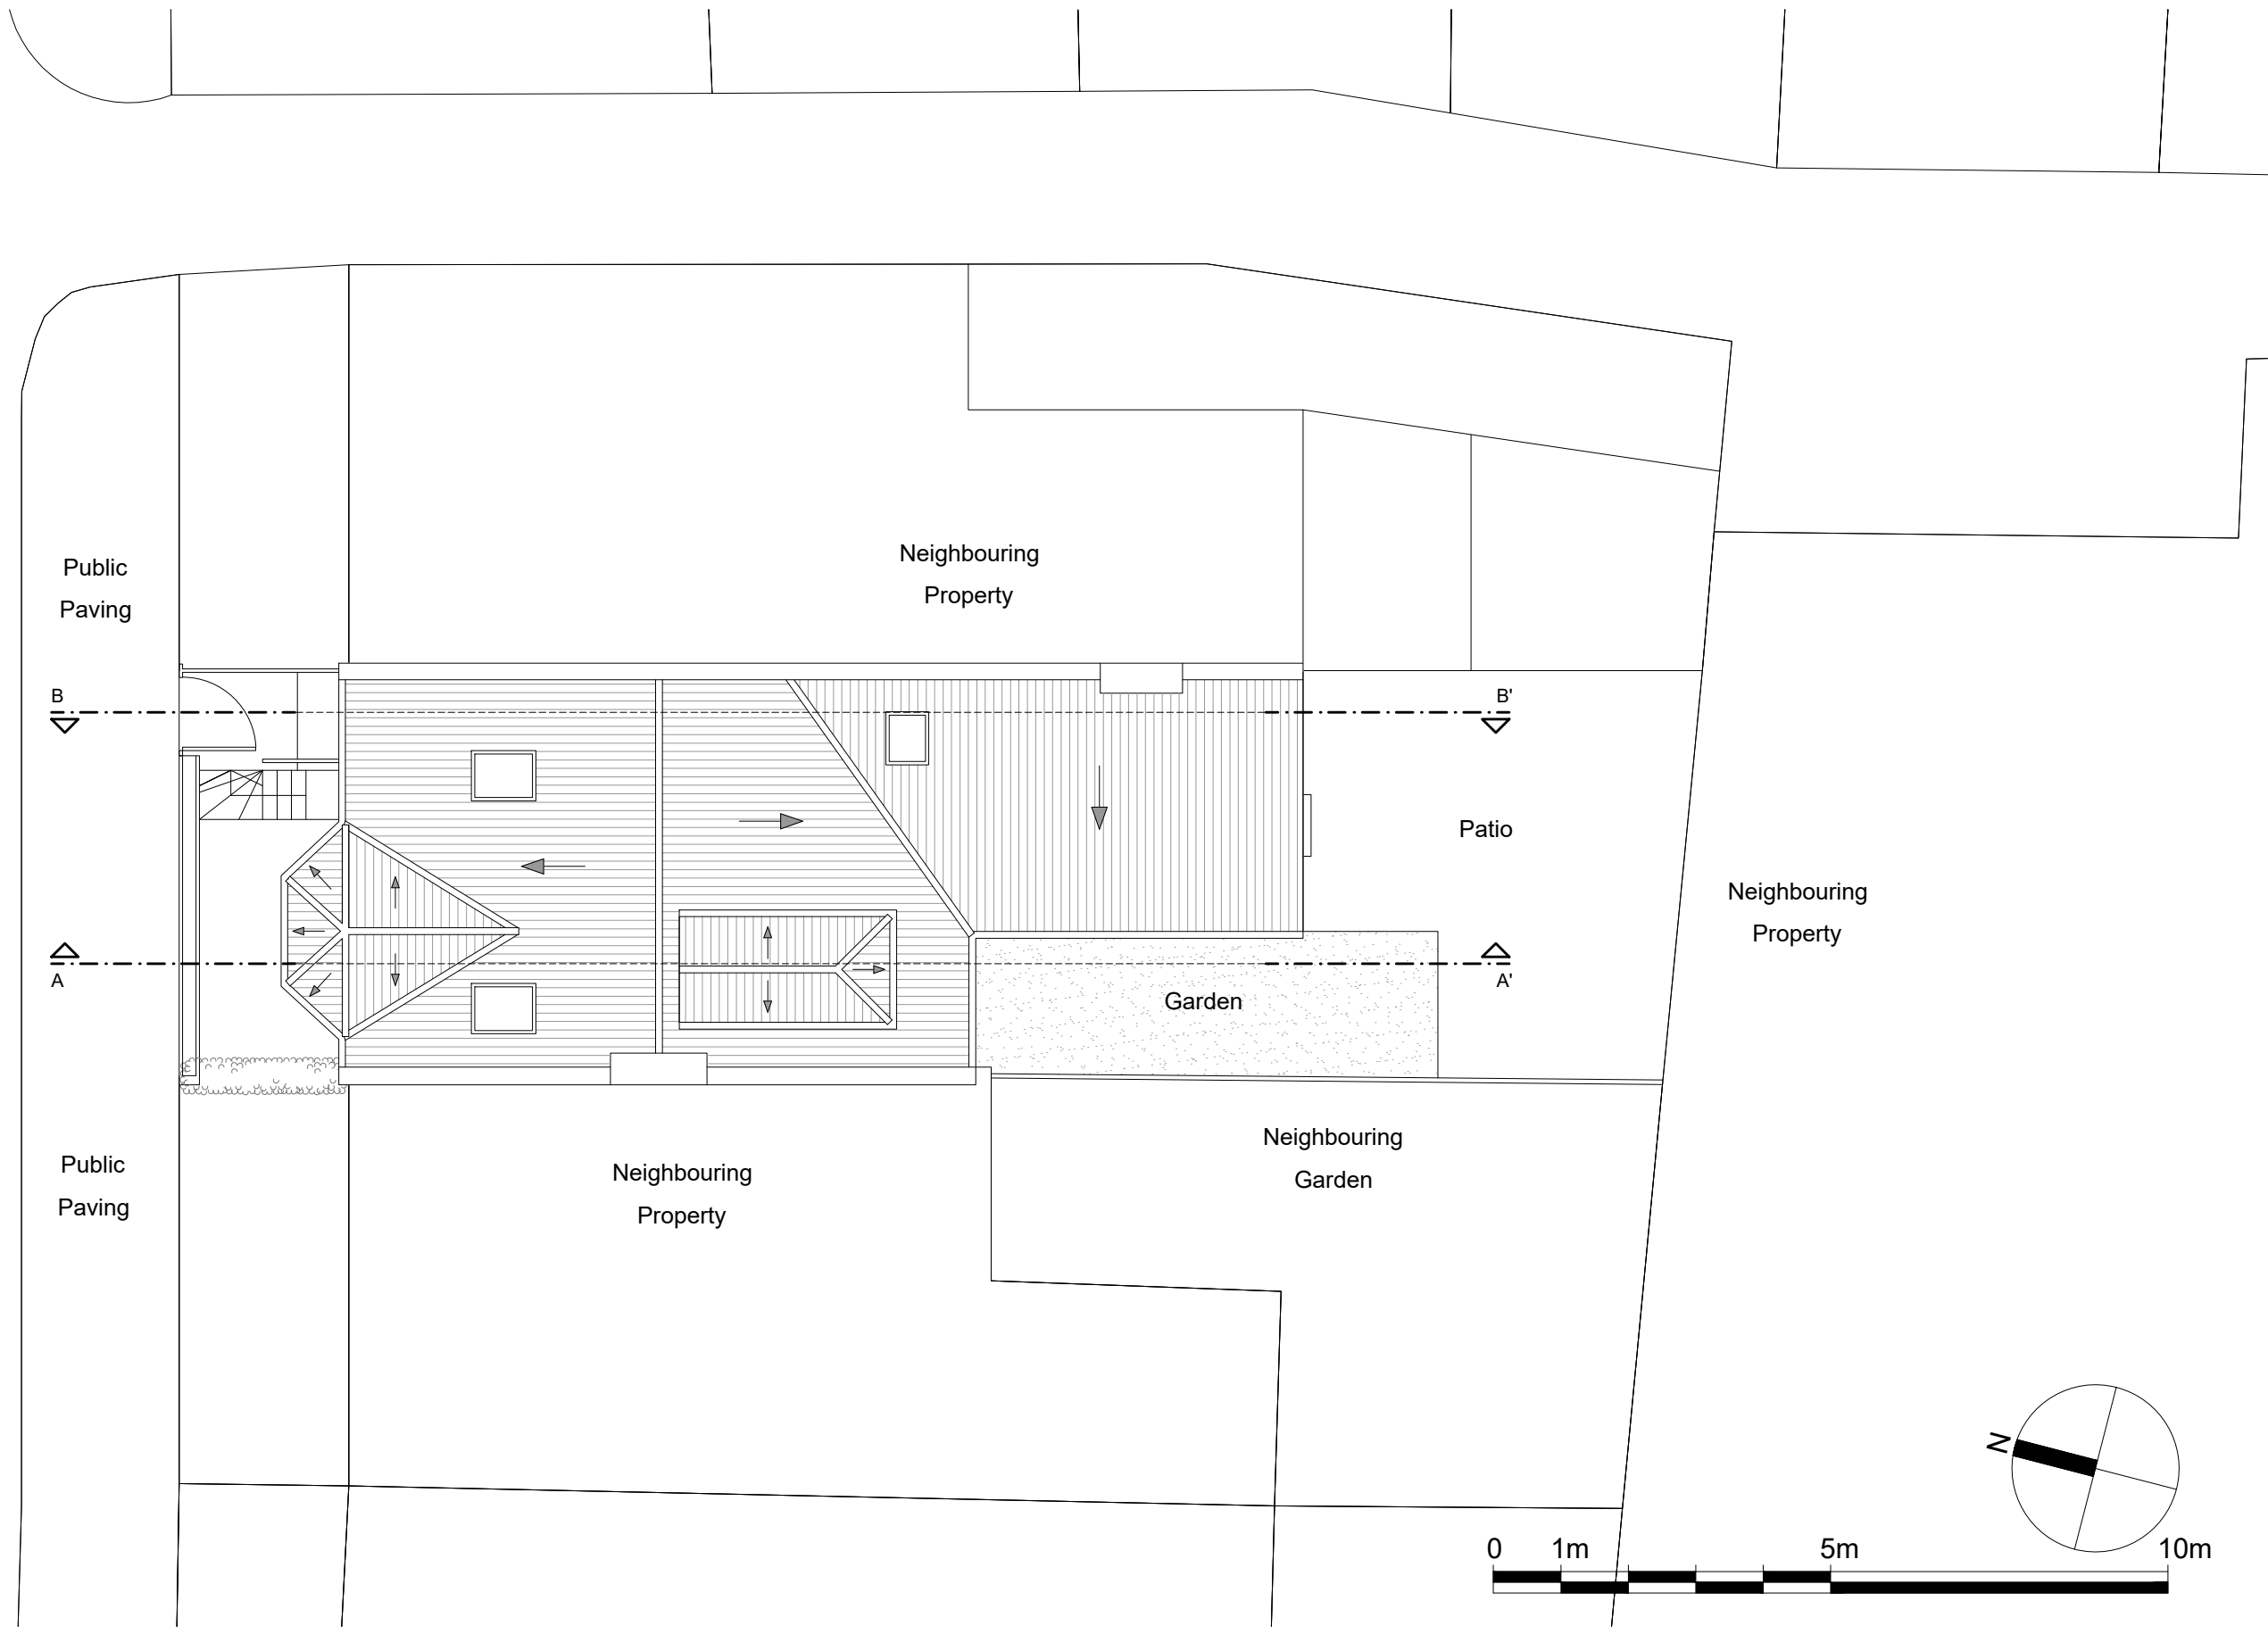 Public
Paving
Neighbouring
Property
B
B'
Patio
Neighbouring
Property
A
A'
Garden
Public
Paving
Neighbouring
Property
Neighbouring
Garden
N
0 1m 5m 10m